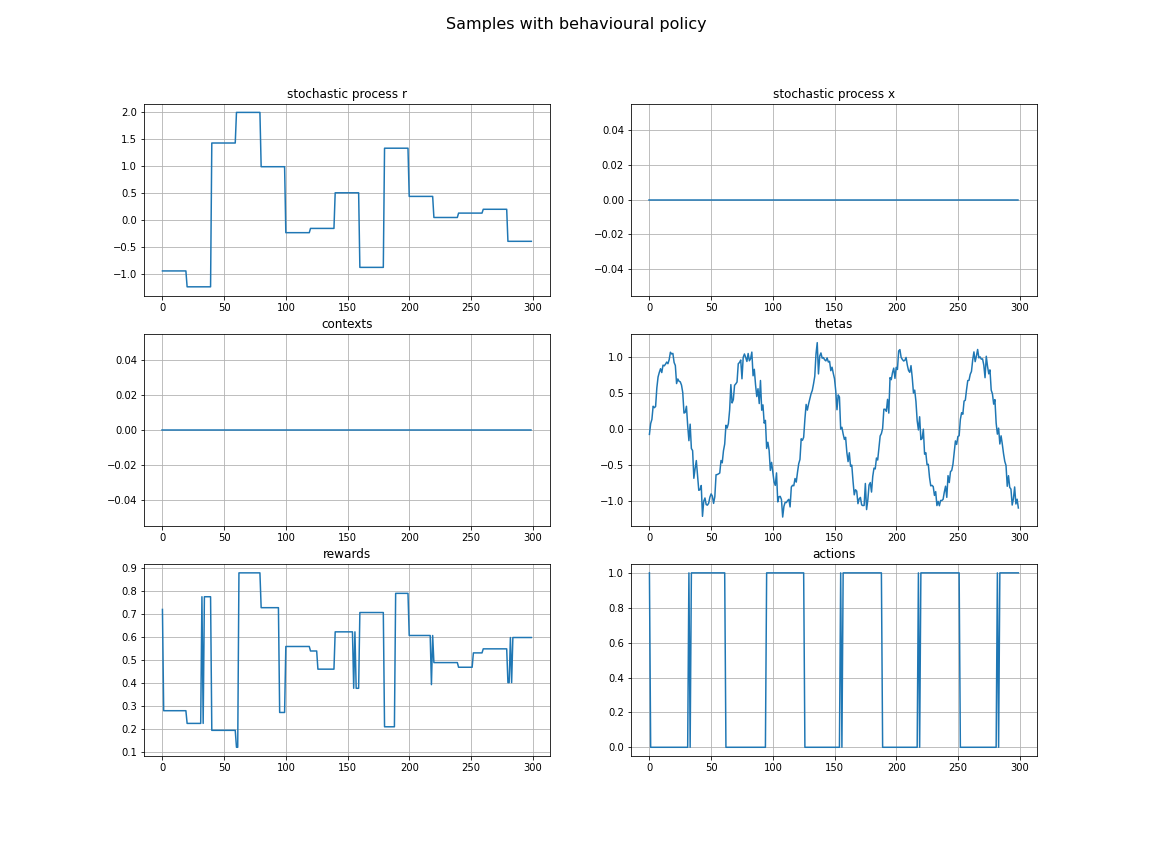 Samples with behavioural policy
stochastic process r
2.0
1.5
1.0
0.5
0.0
−0.5
−1.0
0 50 100 150 200 250 300
stochastic process x
0.04
0.02
0.00
−0.02
−0.04
0 50 100 150 200 250 300
contexts
0.04
0.02
0.00
−0.02
−0.04
0 50 100 150 200 250 300
thetas
1.0
0.5
0.0
−0.5
−1.0
0 50 100 150 200 250 300
rewards
0.9
0.8
0.7
0.6
0.5
0.4
0.3
0.2
0.1
0 50 100 150 200 250 300
actions
1.0
0.8
0.6
0.4
0.2
0.0
0 50 100 150 200 250 300